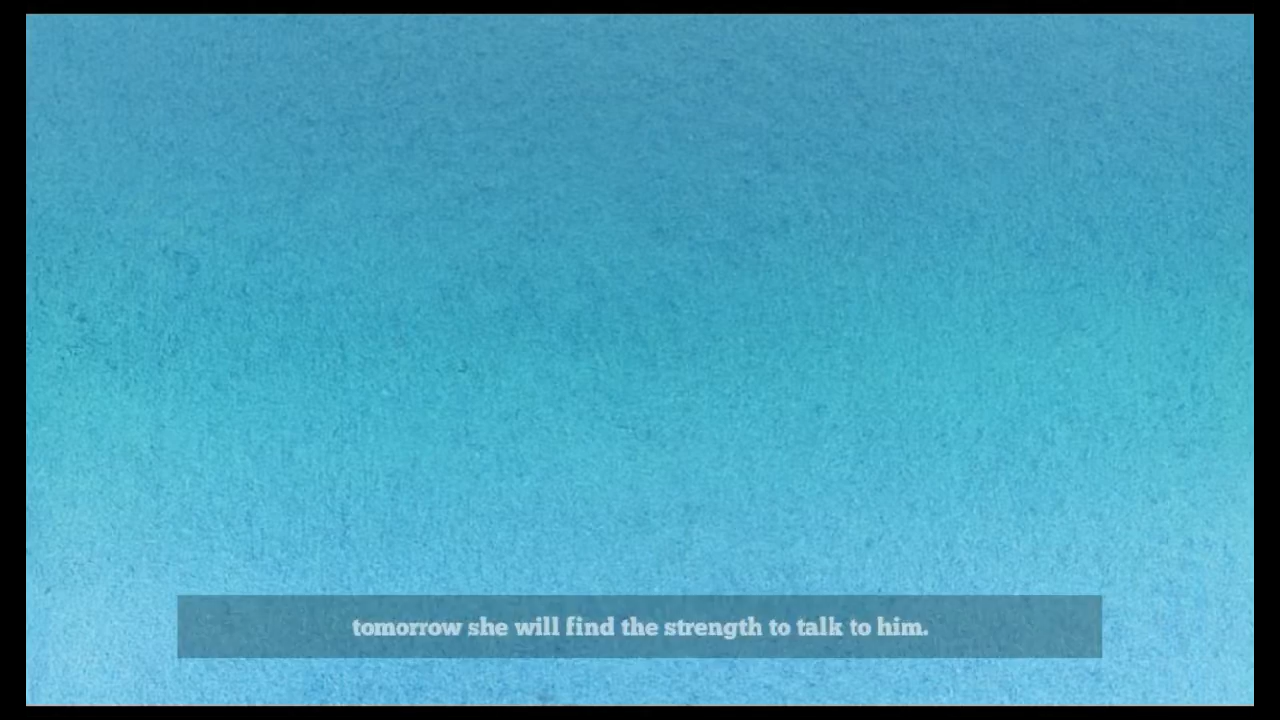 tomorrow she will find the strength to talk to him.